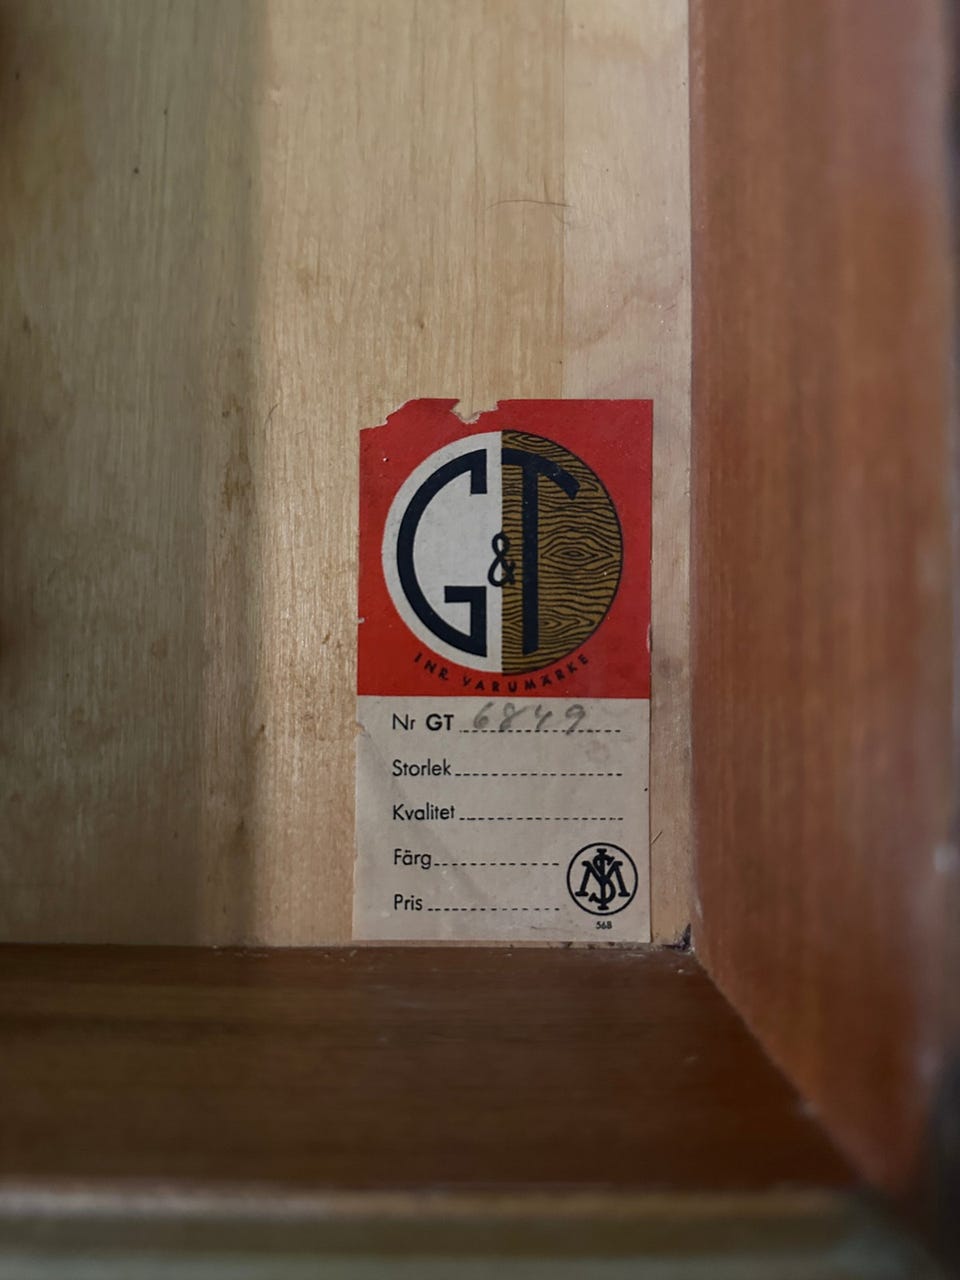 G&T
INR. VARUMÄRKE
Nr GT 6849
Storlek
Kvalitet
Färg
Pris
568